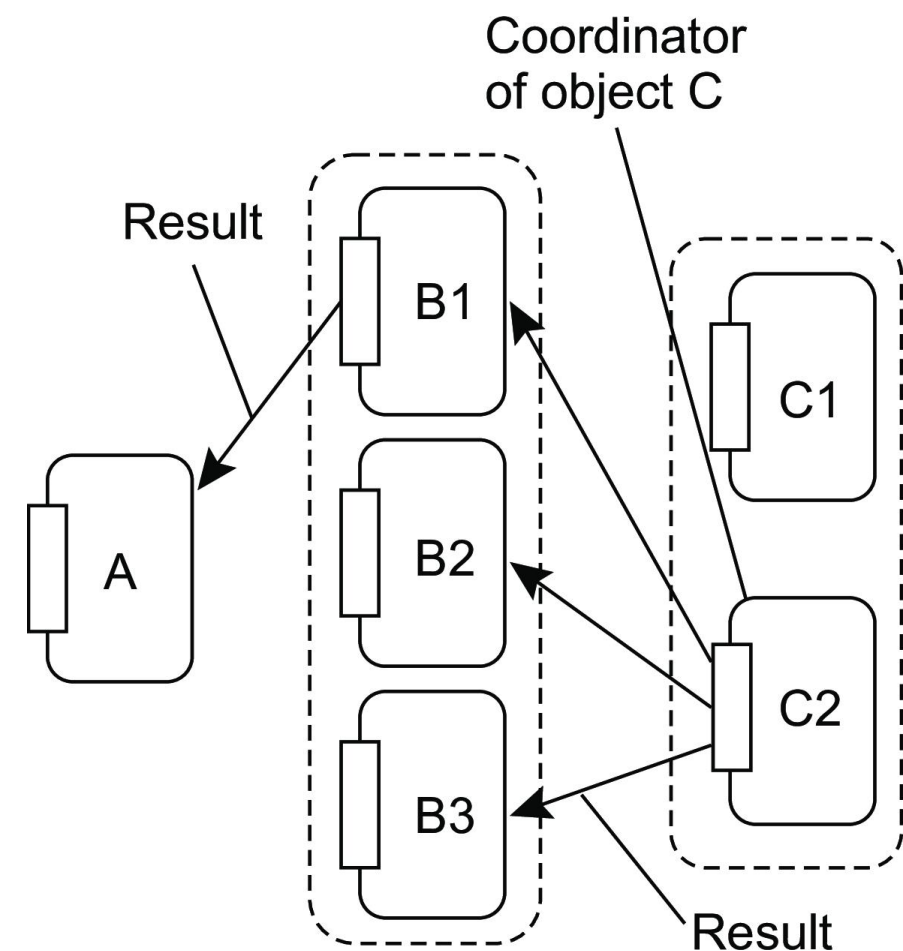 Coordinator
of object C
Result
B1
C1
A
B2
C2
B3
Result